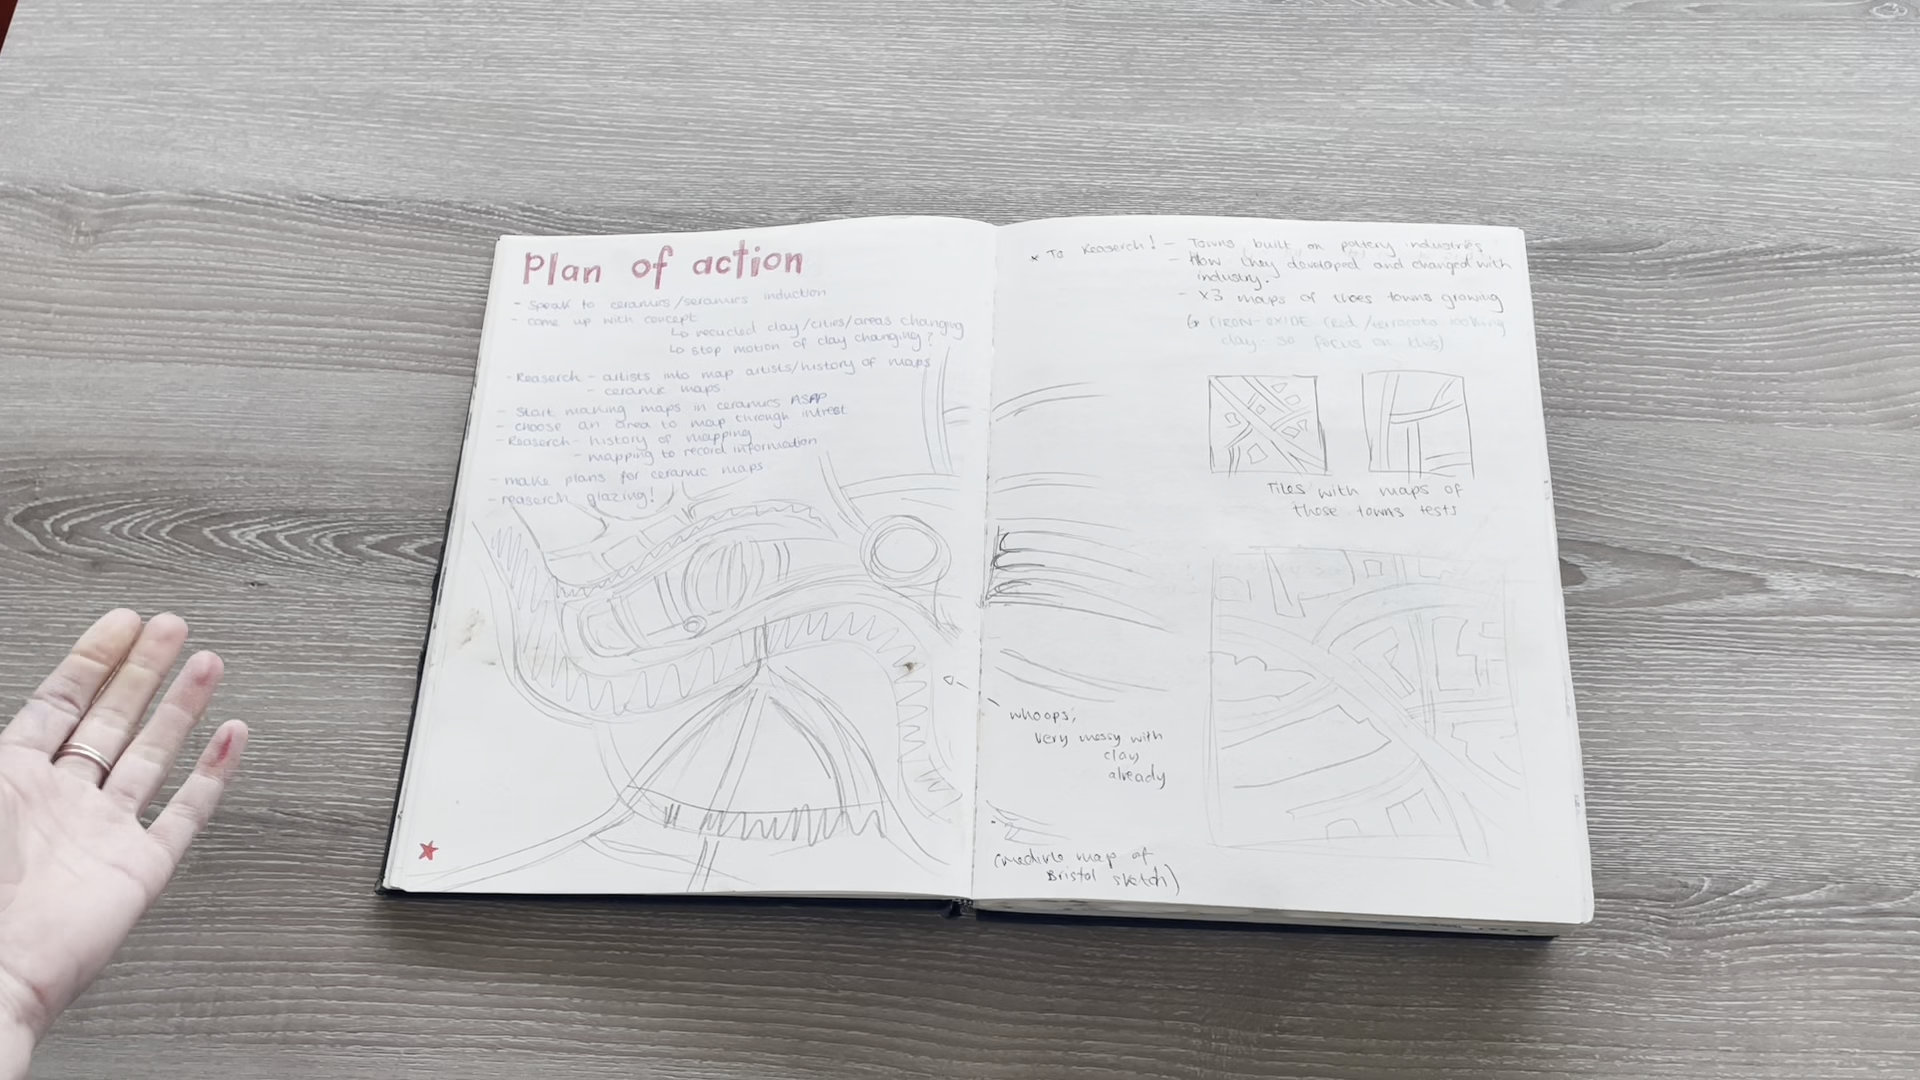 Plan of action
- Speak to ceramics/seramics induction
- come up with concept
↳ recycled clay/cities/areas changing
↳ stop motion of clay changing?
- Reaserch - artists into map artists/history of maps
- ceramic maps
- Start making maps in ceramics ASAP
- choose an area to map through intrest
- Reaserch - history of mapping
- mapping to record information
- make plans for ceramic maps
- reaserch glazing!
* To Reaserch! - Towns built on pottery industries
- How they developed and changed with
industry.
- x3 maps of towns growing
↳ (IRON-OXIDE (red/terracota looking
clay - so focus on this)
Tiles with maps of
those towns tests
whoops,
very messy with
clay
already
map of
Bristol sketch)